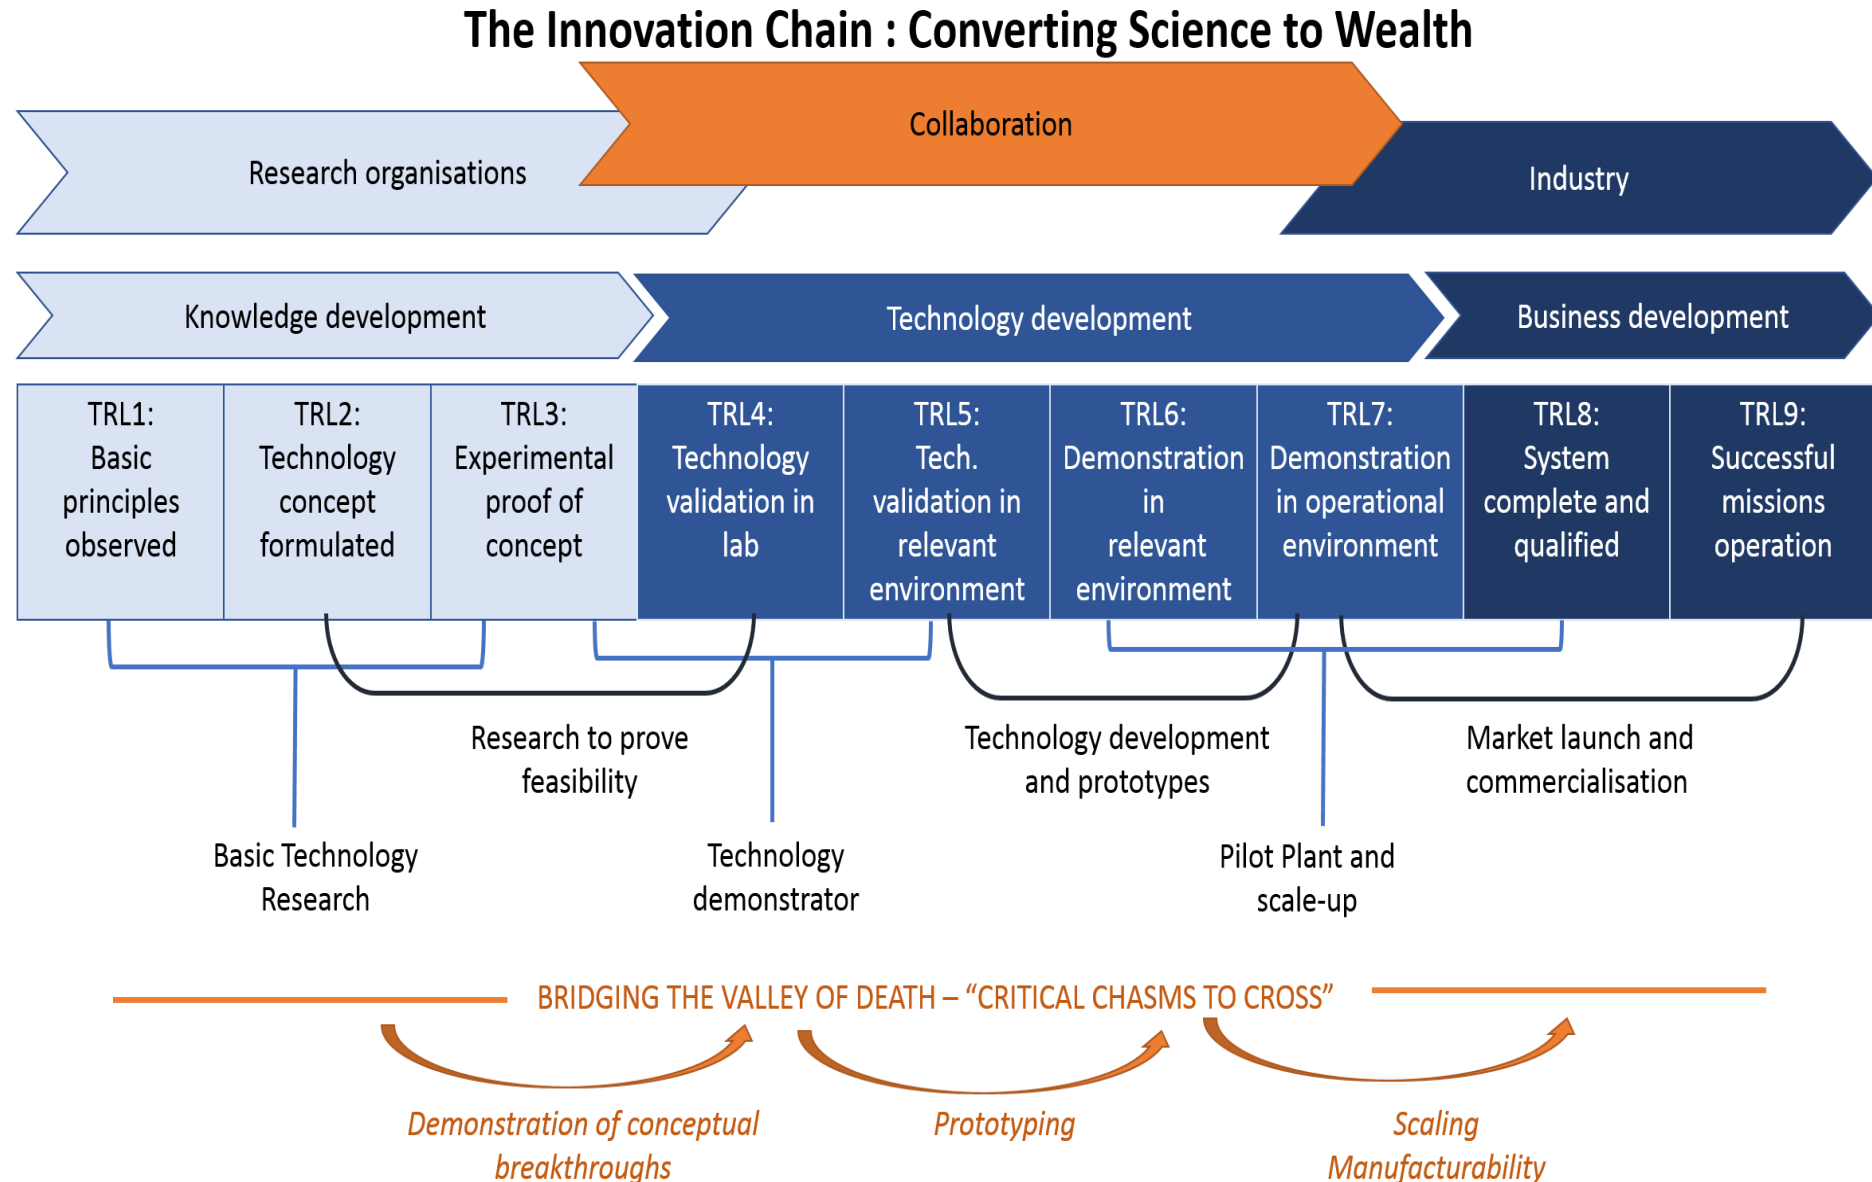 The Innovation Chain : Converting Science to Wealth
Collaboration
Research organisations
Industry
Knowledge development
Technology development
Business development
TRL1:
Basic
principles
observed
TRL2:
Technology
concept
formulated
TRL3:
Experimental
proof of
concept
TRL4:
Technology
validation in
lab
TRL5:
Tech.
validation in
relevant
environment
TRL6:
Demonstration
in
relevant
environment
TRL7:
Demonstration
in operational
environment
TRL8:
System
complete and
qualified
TRL9:
Successful
missions
operation
Research to prove
feasibility
Technology development
and prototypes
Market launch and
commercialisation
Basic Technology
Research
Technology
demonstrator
Pilot Plant and
scale-up
BRIDGING THE VALLEY OF DEATH – “CRITICAL CHASMS TO CROSS”
Demonstration of conceptual
breakthroughs
Prototyping
Scaling
Manufacturability